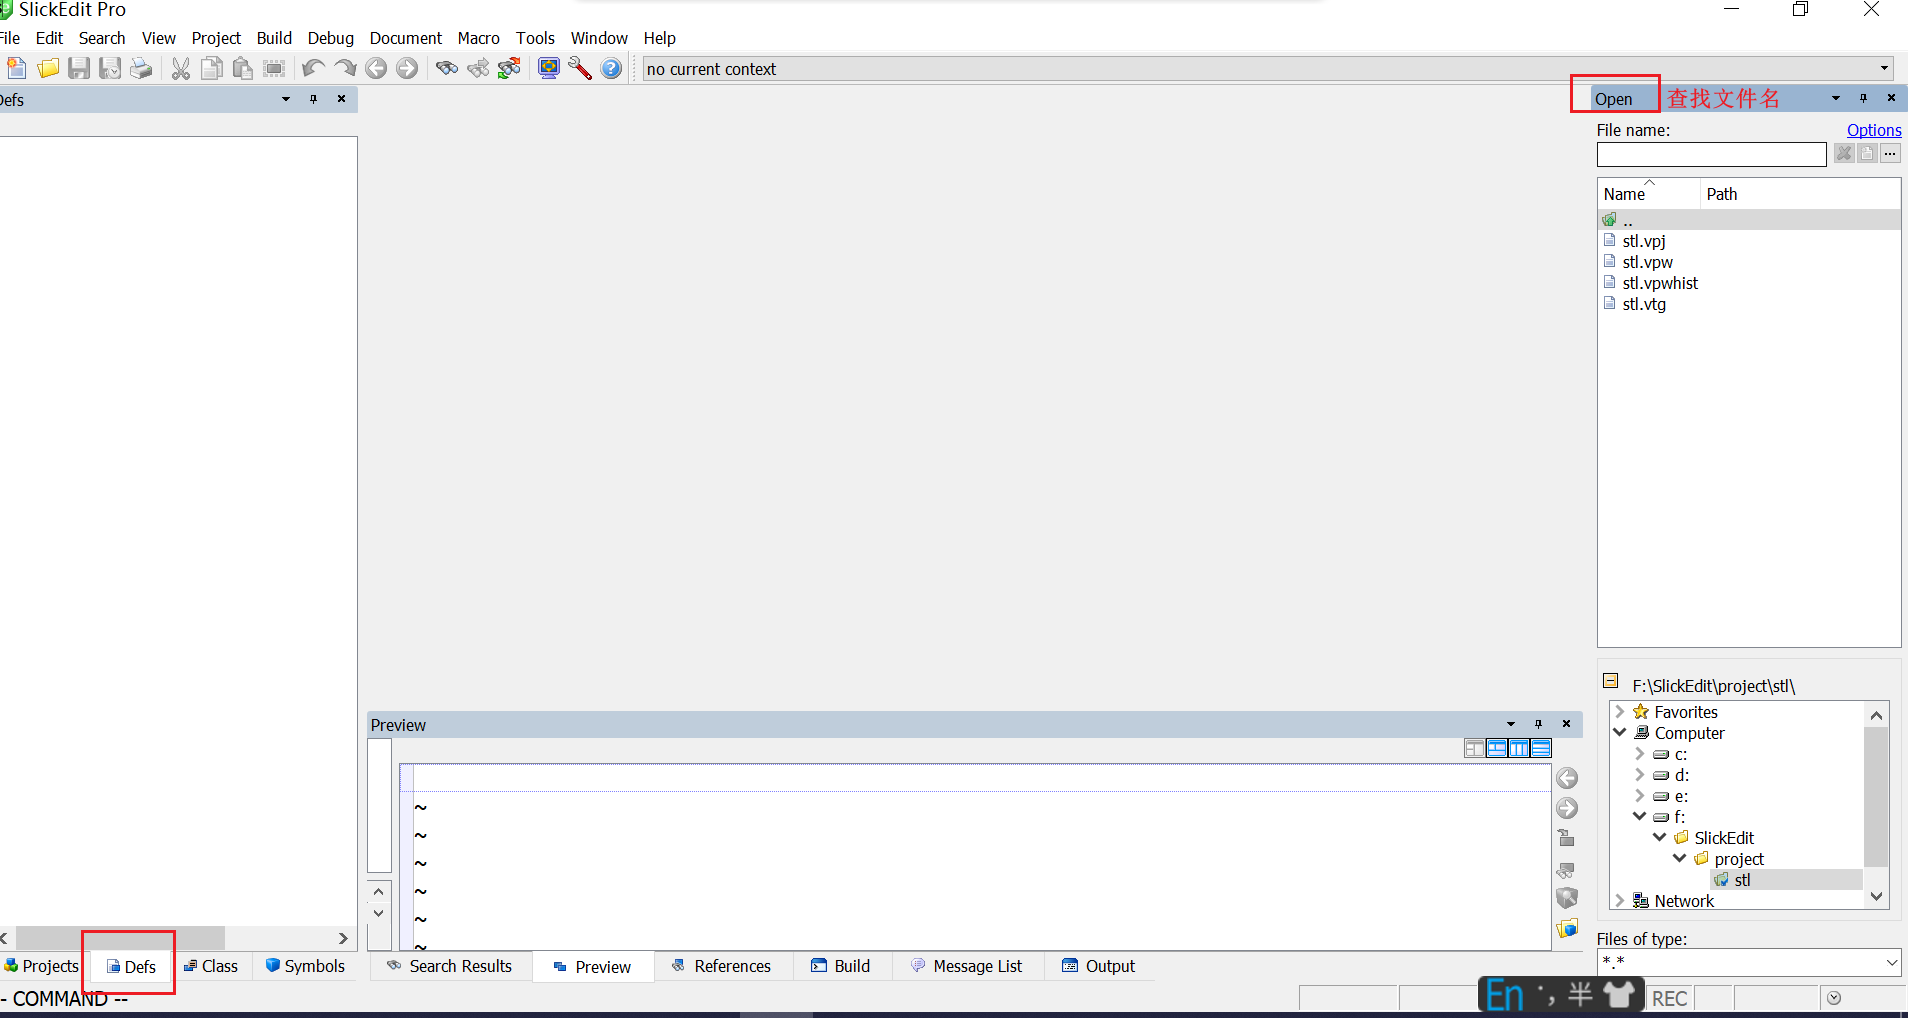 SlickEdit Pro
File Edit Search View Project Build Debug Document Macro Tools Window Help
no current context
Defs
Open 查找文件名
File name: Options
Name Path
..
stl.vpj
stl.vpw
stl.vpwhist
stl.vtg
Preview
~
~
~
~
~
~
F:\SlickEdit\project\stl\
Favorites
Computer
c:
d:
e:
f:
SlickEdit
project
stl
Network
Files of type:
*.*
Projects Defs Class Symbols Search Results Preview References Build Message List Output
- COMMAND --
En 半 REC